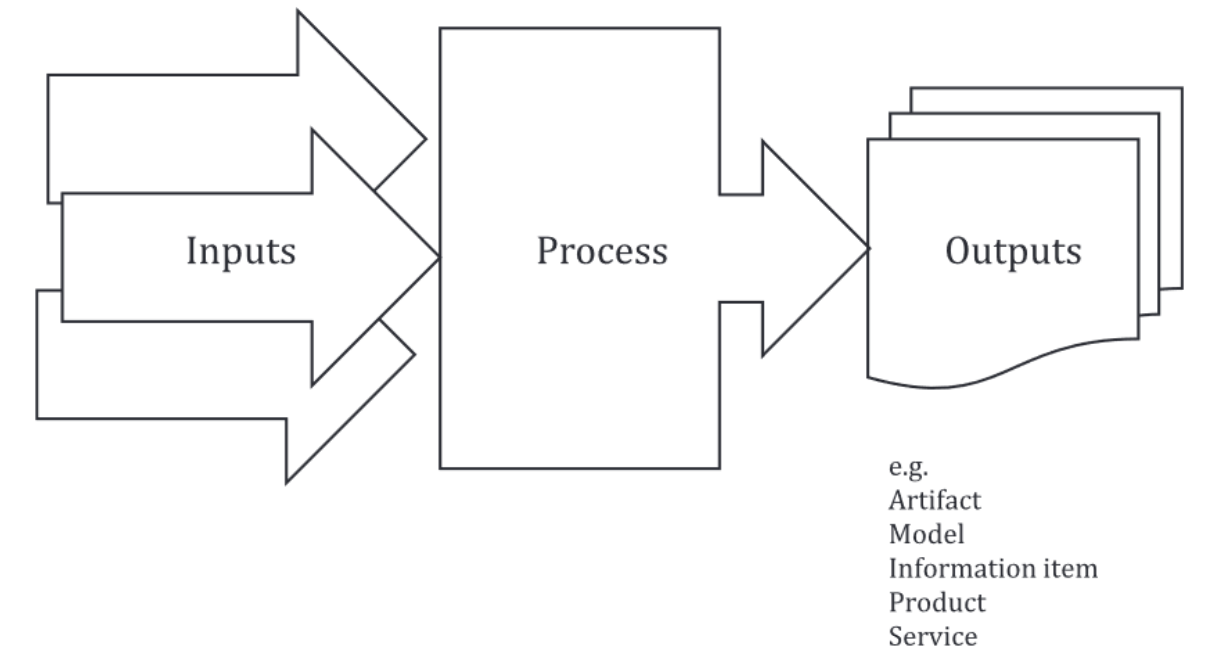 Inputs
Process
Outputs
e.g.
Artifact
Model
Information item
Product
Service